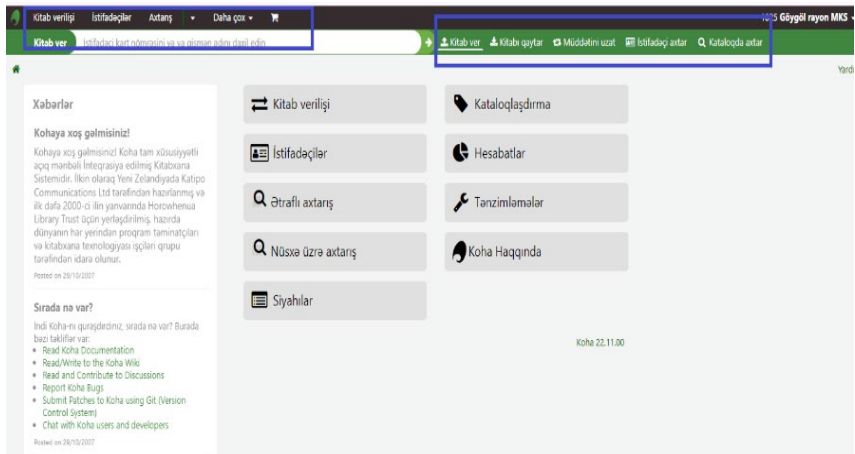 Kitab verilişi İstifadəçilər Axtarış Daha çox
Göygöl rayon MKS
Kitab ver İstifadəçi kart nömrəsini və ya qismən adını daxil edin
Kitab ver Kitabı qaytar Müddətini uzat İstifadəçi axtar Kataloqda axtar
Yardı
Xəbərlər
Kohaya xoş gəlmisiniz!
Kohaya xoş gəlmisiniz! Koha tam xüsusiyyətli
açıq mənbəli İnteqrasiya edilmiş Kitabxana
Sistemidir. İlkin olaraq Yeni Zelandiyada Katipo
Communications Ltd tərəfindən hazırlanmış və
ilk dəfə 2000-ci ilin yanvarında Horowhenua
Library Trust üçün yerləşdirilmiş, hazırda
dünyanın hər yerindən proqram təminatçıları
və kitabxana texnologiyası işçiləri qrupu
tərəfindən idarə olunur.
Posted on 29/10/2007
Sırada nə var?
İndi Koha-nı quraşdırdınız, sırada nə var? Burada
bəzi təkliflər var:
Read Koha Documentation
Read/Write to the Koha Wiki
Read and Contribute to Discussions
Report Koha Bugs
Submit Patches to Koha using Git (Version
Control System)
Chat with Koha users and developers
Posted on 29/10/2007
Kitab verilişi
İstifadəçilər
Ətraflı axtarış
Nüsxə üzrə axtarış
Siyahılar
Kataloqlaşdırma
Hesabatlar
Tənzimləmələr
Koha Haqqında
Koha 22.11.00